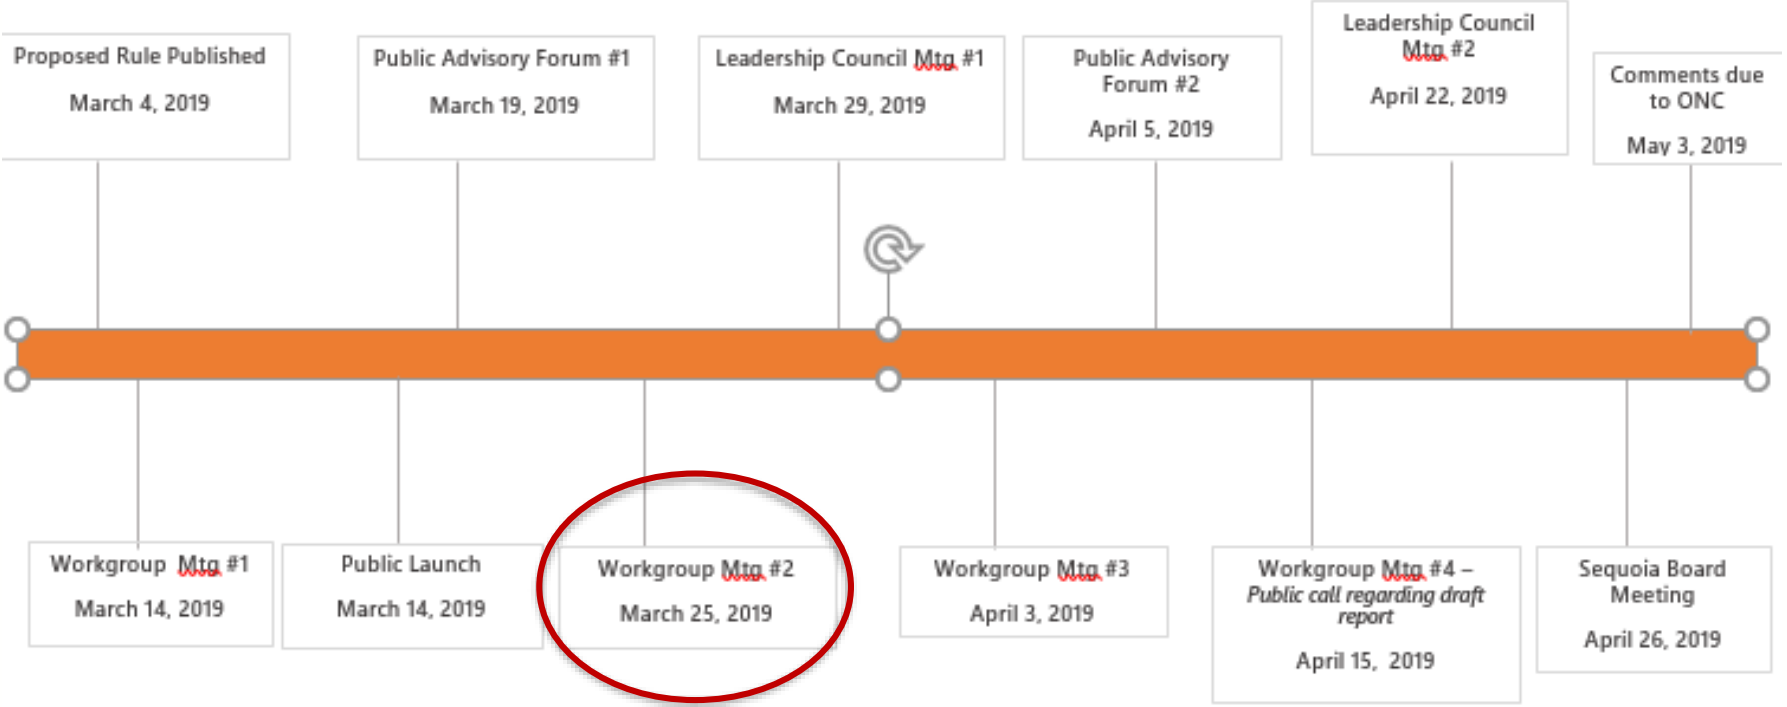 Proposed Rule Published
March 4, 2019
Public Advisory Forum #1
March 19, 2019
Leadership Council Mtg #1
March 29, 2019
Public Advisory
Forum #2
April 5, 2019
Leadership Council
Mtg #2
April 22, 2019
Comments due
to ONC
May 3, 2019
Workgroup Mtg #1
March 14, 2019
Public Launch
March 14, 2019
Workgroup Mtg #2
March 25, 2019
Workgroup Mtg #3
April 3, 2019
Workgroup Mtg #4 –
Public call regarding draft
report
April 15, 2019
Sequoia Board
Meeting
April 26, 2019